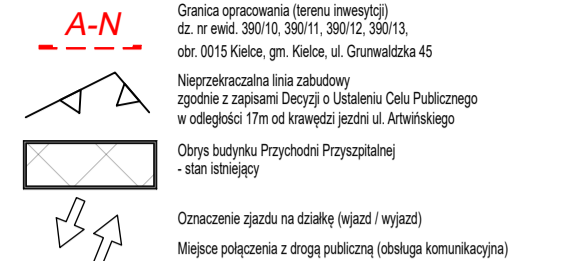 A-N
Granica opracowania (terenu inwesytcji)
dz. nr ewid. 390/10, 390/11, 390/12, 390/13,
obr. 0015 Kielce, gm. Kielce, ul. Grunwaldzka 45
Nieprzekraczalna linia zabudowy
zgodnie z zapisami Decyzji o Ustaleniu Celu Publicznego
w odległości 17m od krawędzi jezdni ul. Artwińskiego
Obrys budynku Przychodni Przyszpitalnej
- stan istniejący
Oznaczenie zjazdu na działkę (wjazd / wyjazd)
Miejsce połączenia z drogą publiczną (obsługa komunikacyjna)